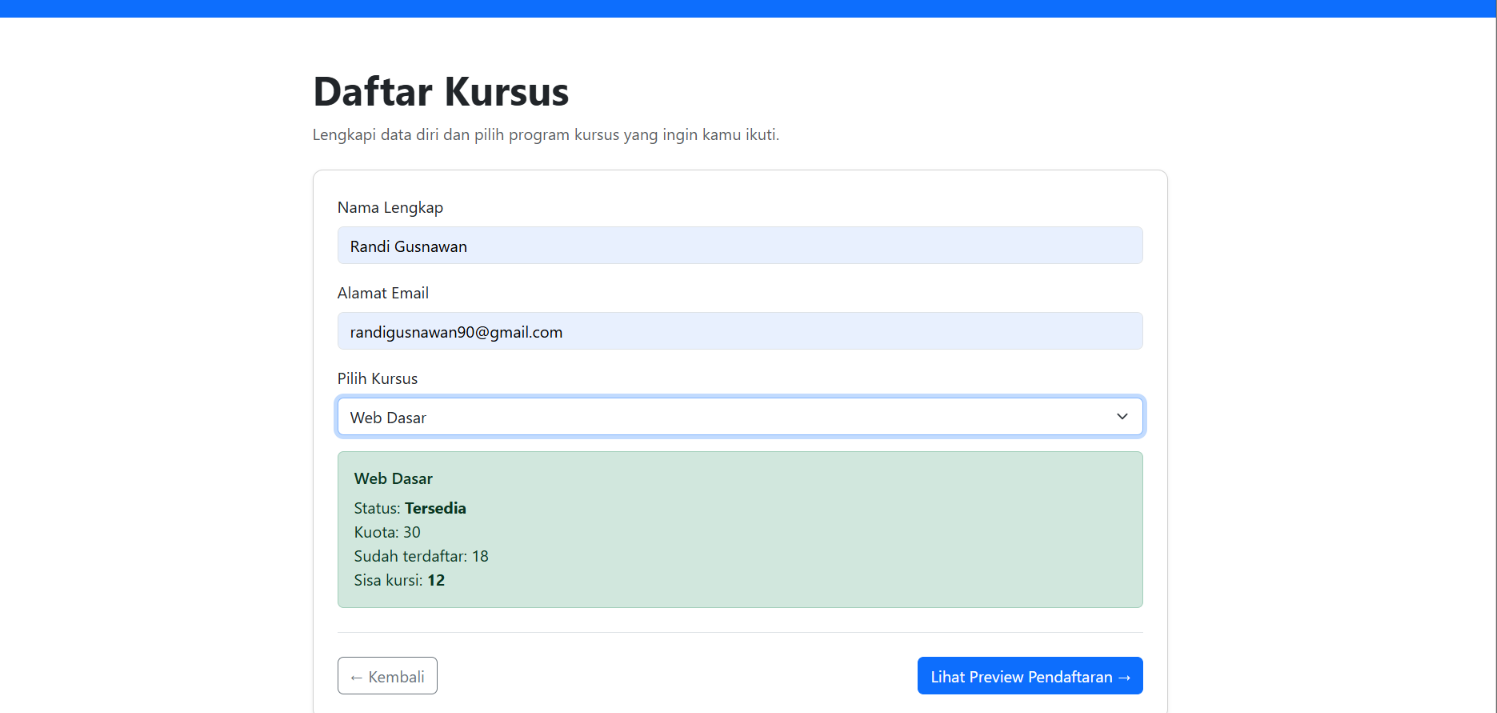 Daftar Kursus
Lengkapi data diri dan pilih program kursus yang ingin kamu ikuti.
Nama Lengkap
Randi Gusnawan
Alamat Email
randigusnawan90@gmail.com
Pilih Kursus
Web Dasar
Web Dasar
Status: Tersedia
Kuota: 30
Sudah terdaftar: 18
Sisa kursi: 12
← Kembali
Lihat Preview Pendaftaran →